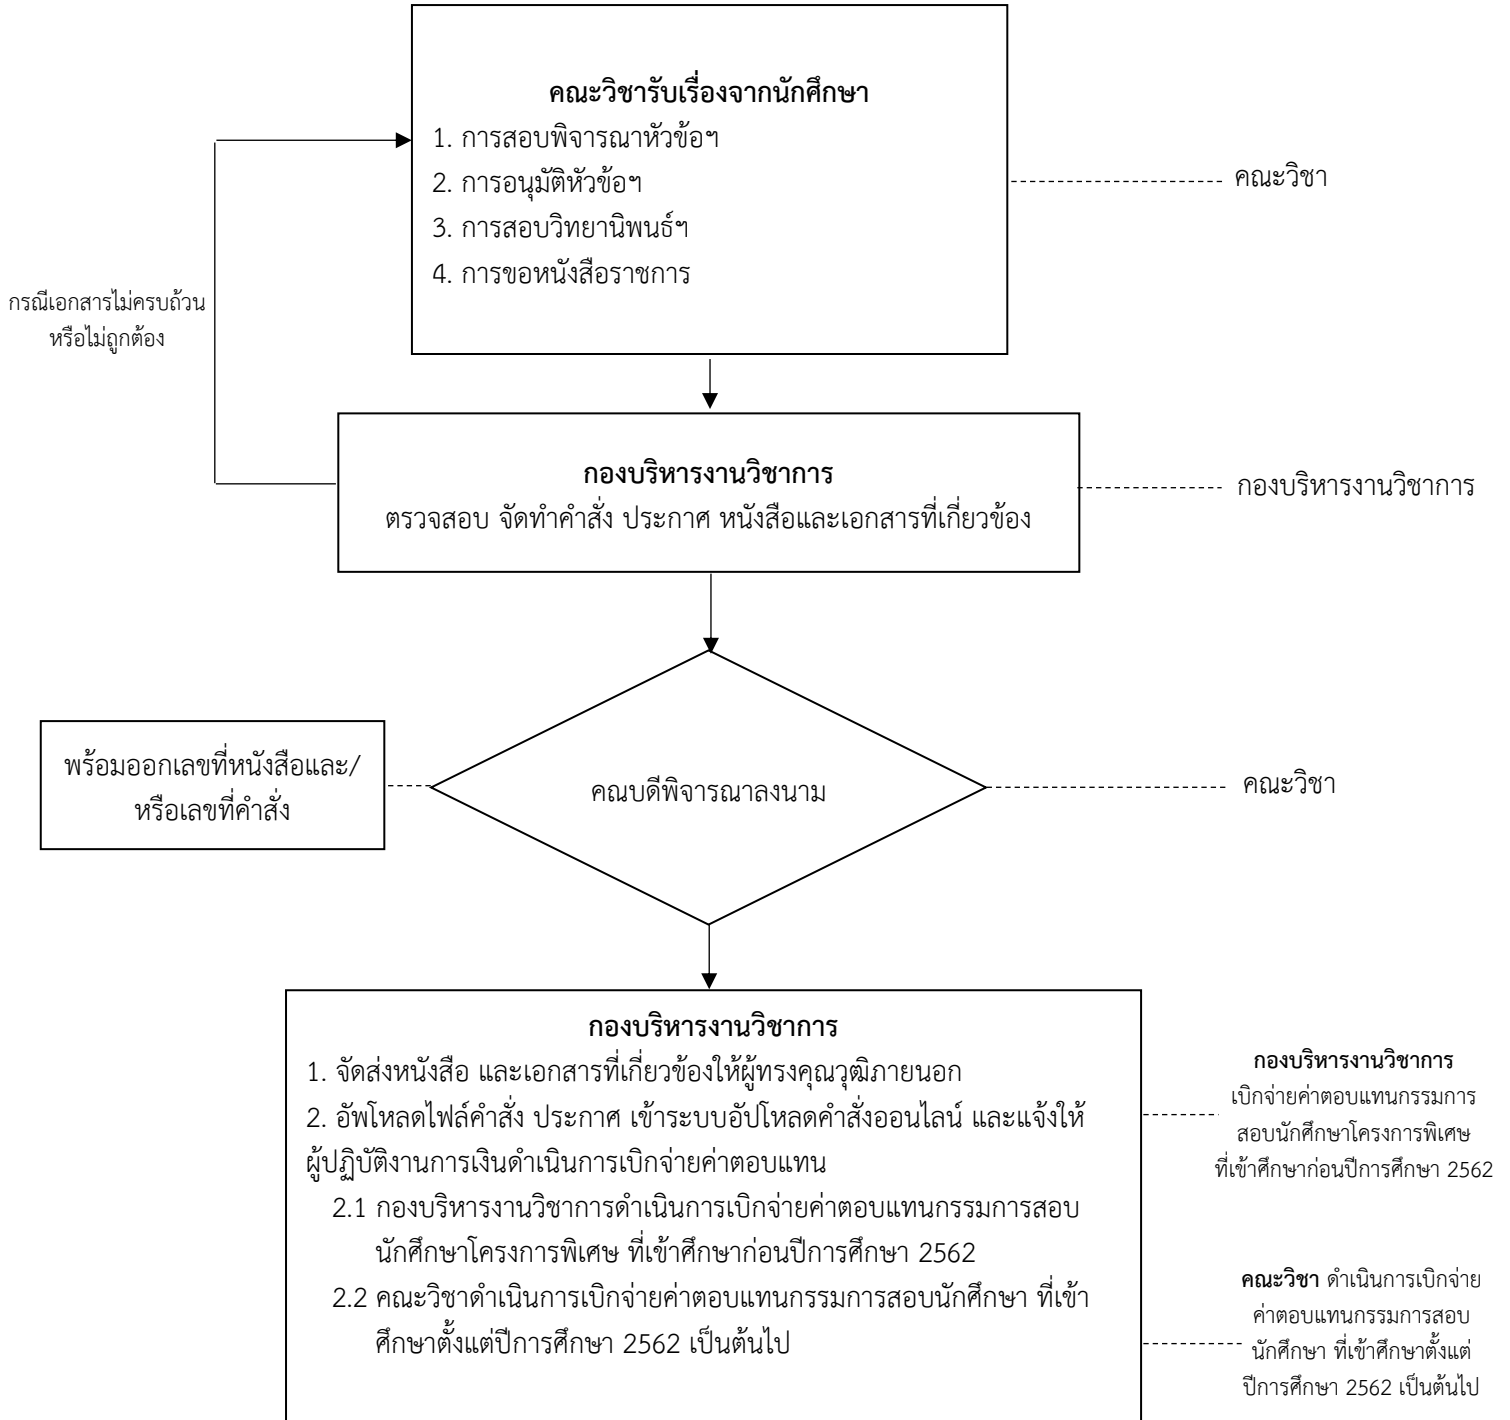 คณะวิชารับเรื่องจากนักศึกษา
1. การสอบพิจารณาหัวข้อฯ
2. การอนุมัติหัวข้อฯ
3. การสอบวิทยานิพนธ์ฯ
4. การขอหนังสือราชการ
คณะวิชา
กรณีเอกสารไม่ครบถ้วน
หรือไม่ถูกต้อง
กองบริหารงานวิชาการ
ตรวจสอบ จัดทำคำสั่ง ประกาศ หนังสือและเอกสารที่เกี่ยวข้อง
กองบริหารงานวิชาการ
พร้อมออกเลขที่หนังสือและ/
หรือเลขที่คำสั่ง
คณบดีพิจารณาลงนาม
คณะวิชา
กองบริหารงานวิชาการ
1. จัดส่งหนังสือ และเอกสารที่เกี่ยวข้องให้ผู้ทรงคุณวุฒิภายนอก
2. อัพโหลดไฟล์คำสั่ง ประกาศ เข้าระบบอัปโหลดคำสั่งออนไลน์ และแจ้งให้
ผู้ปฏิบัติงานการเงินดำเนินการเบิกจ่ายค่าตอบแทน
2.1 กองบริหารงานวิชาการดำเนินการเบิกจ่ายค่าตอบแทนกรรมการสอบ
นักศึกษาโครงการพิเศษ ที่เข้าศึกษาก่อนปีการศึกษา 2562
2.2 คณะวิชาดำเนินการเบิกจ่ายค่าตอบแทนกรรมการสอบนักศึกษา ที่เข้า
ศึกษาตั้งแต่ปีการศึกษา 2562 เป็นต้นไป
กองบริหารงานวิชาการ
เบิกจ่ายค่าตอบแทนกรรมการ
สอบนักศึกษาโครงการพิเศษ
ที่เข้าศึกษาก่อนปีการศึกษา 2562
คณะวิชา ดำเนินการเบิกจ่าย
ค่าตอบแทนกรรมการสอบ
นักศึกษา ที่เข้าศึกษาตั้งแต่
ปีการศึกษา 2562 เป็นต้นไป